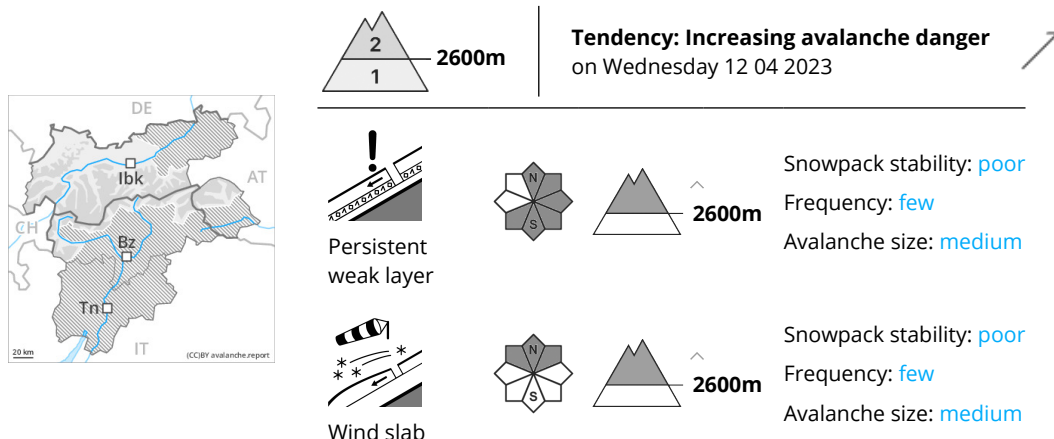 2
1
2600m
Tendency: Increasing avalanche danger
on Wednesday 12 04 2023
DE
Ibk
AT
CH
Bz
Tn
20 km
IT
(CC)BY avalanche.report
N
S
2600m
Persistent
weak layer
Snowpack stability: poor
Frequency: few
Avalanche size: medium
N
S
2600m
Wind slab
Snowpack stability: poor
Frequency: few
Avalanche size: medium